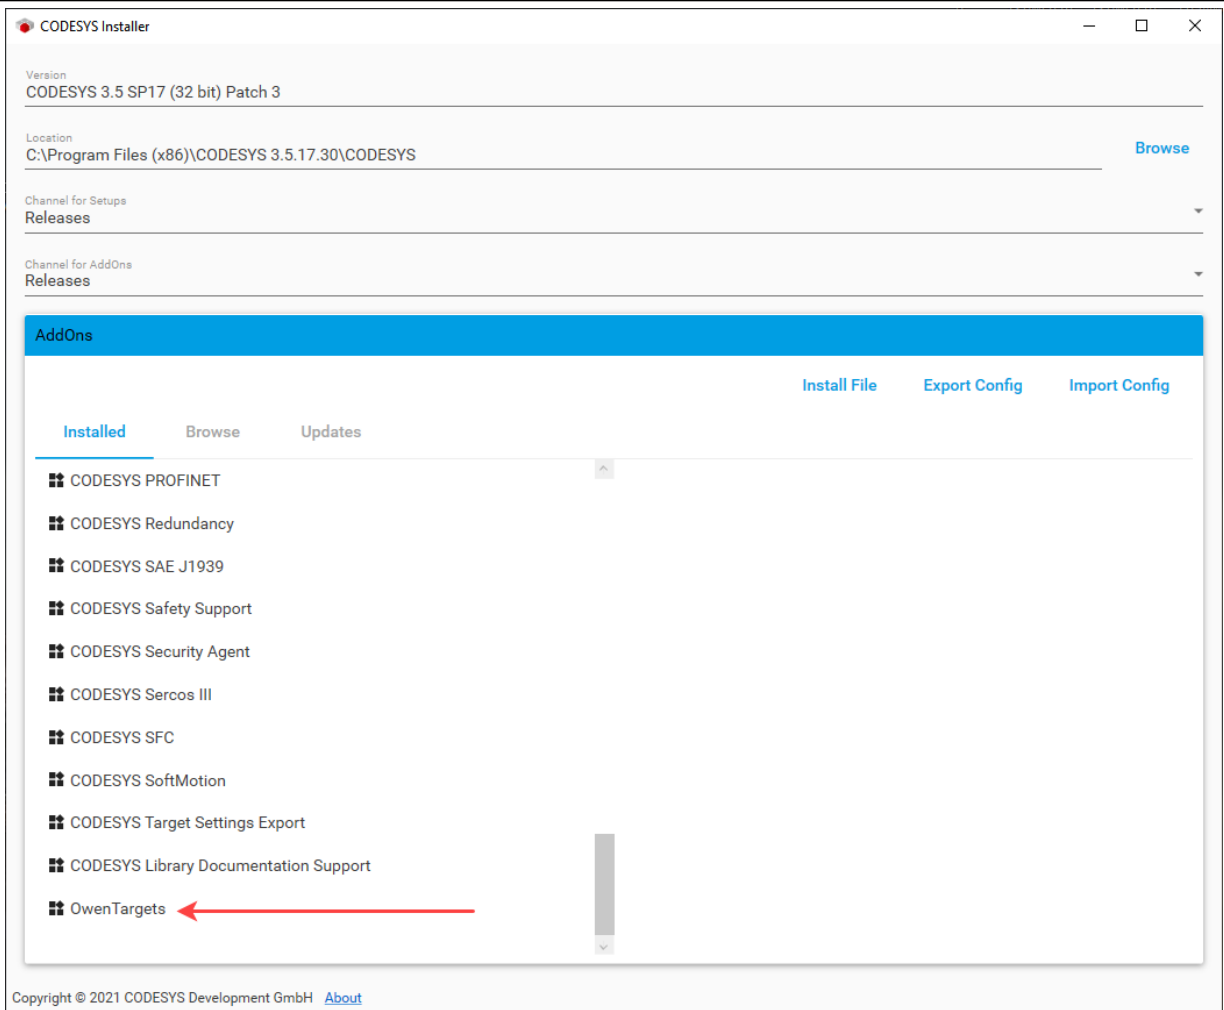 CODESYS Installer
Version
CODESYS 3.5 SP17 (32 bit) Patch 3
Location
C:\Program Files (x86)\CODESYS 3.5.17.30\CODESYS
Browse
Channel for Setups
Releases
Channel for AddOns
Releases
AddOns
Install File Export Config Import Config
Installed Browse Updates
CODESYS PROFINET
CODESYS Redundancy
CODESYS SAE J1939
CODESYS Safety Support
CODESYS Security Agent
CODESYS Sercos III
CODESYS SFC
CODESYS SoftMotion
CODESYS Target Settings Export
CODESYS Library Documentation Support
OwenTargets
Copyright © 2021 CODESYS Development GmbH About